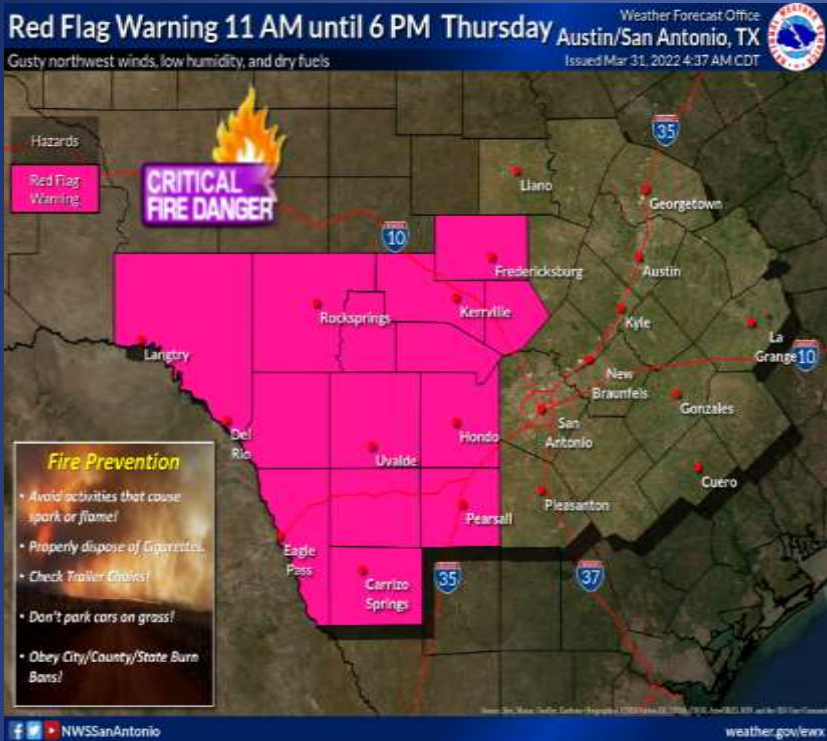 Red Flag Warning 11 AM until 6 PM Thursday
Weather Forecast Office
Austin/San Antonio, TX
Issued Mar 31, 2022 4:37 AM CDT
Gusty northwest winds, low humidity, and dry fuels
Hazards
Red Flag
Warning
CRITICAL
FIRE DANGER
35
Llano
Georgetown
10
Fredericksburg
Austin
Rocksprings
Kerrville
Kyle
La
Grange
10
Langtry
New
Braunfels
Gonzales
Del
Rio
Uvalde
Hondo
San
Antonio
Cuero
Pearsall
Pleasanton
Eagle
Pass
Carrizo
Springs
35
37
Fire Prevention
• Avoid activities that cause
spark or flame!
• Properly dispose of Cigarettes.
• Check Trailer Chains!
• Don't park cars on grass!
• Obey City/County/State Burn
Bans!
NWSSanAntonio
weather.gov/ewx